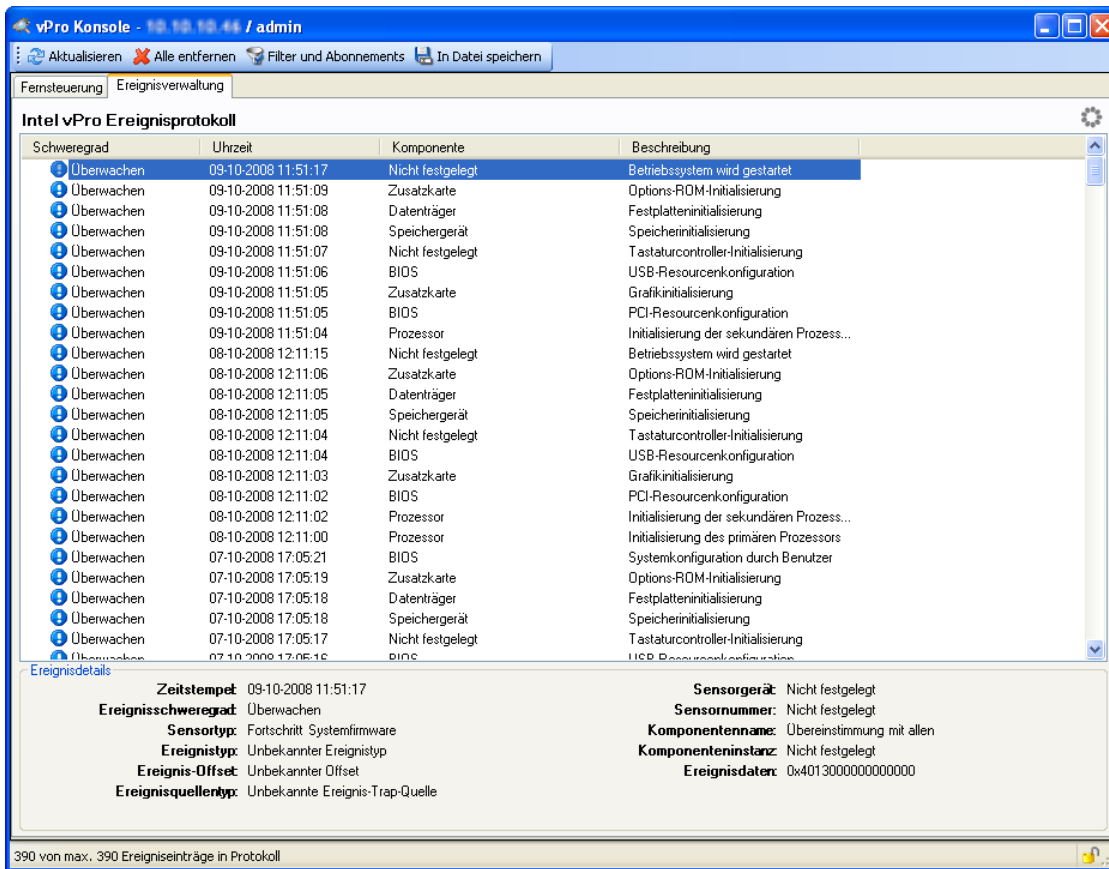 vPro Konsole - / admin
Aktualisieren Alle entfernen Filter und Abonnements In Datei speichern
Fernsteuerung Ereignisverwaltung
Intel vPro Ereignisprotokoll
Schweregrad Uhrzeit Komponente Beschreibung
Überwachen 09-10-2008 11:51:17 Nicht festgelegt Betriebssystem wird gestartet
Überwachen 09-10-2008 11:51:09 Zusatzkarte Options-ROM-Initialisierung
Überwachen 09-10-2008 11:51:08 Datenträger Festplatteninitialisierung
Überwachen 09-10-2008 11:51:08 Speichergerät Speicherinitialisierung
Überwachen 09-10-2008 11:51:07 Nicht festgelegt Tastaturcontroller-Initialisierung
Überwachen 09-10-2008 11:51:06 BIOS USB-Resourcenkonfiguration
Überwachen 09-10-2008 11:51:05 Zusatzkarte Grafikinitialisierung
Überwachen 09-10-2008 11:51:05 BIOS PCI-Resourcenkonfiguration
Überwachen 09-10-2008 11:51:04 Prozessor Initialisierung der sekundären Prozess...
Überwachen 08-10-2008 12:11:15 Nicht festgelegt Betriebssystem wird gestartet
Überwachen 08-10-2008 12:11:06 Zusatzkarte Options-ROM-Initialisierung
Überwachen 08-10-2008 12:11:05 Datenträger Festplatteninitialisierung
Überwachen 08-10-2008 12:11:05 Speichergerät Speicherinitialisierung
Überwachen 08-10-2008 12:11:04 Nicht festgelegt Tastaturcontroller-Initialisierung
Überwachen 08-10-2008 12:11:04 BIOS USB-Resourcenkonfiguration
Überwachen 08-10-2008 12:11:03 Zusatzkarte Grafikinitialisierung
Überwachen 08-10-2008 12:11:02 BIOS PCI-Resourcenkonfiguration
Überwachen 08-10-2008 12:11:02 Prozessor Initialisierung der sekundären Prozess...
Überwachen 08-10-2008 12:11:00 Prozessor Initialisierung des primären Prozessors
Überwachen 07-10-2008 17:05:21 BIOS Systemkonfiguration durch Benutzer
Überwachen 07-10-2008 17:05:19 Zusatzkarte Options-ROM-Initialisierung
Überwachen 07-10-2008 17:05:18 Datenträger Festplatteninitialisierung
Überwachen 07-10-2008 17:05:18 Speichergerät Speicherinitialisierung
Überwachen 07-10-2008 17:05:17 Nicht festgelegt Tastaturcontroller-Initialisierung
Überwachen 07-10-2008 17:05:16 BIOS USB-Resourcenkonfiguration
Ereignisdetails
Zeitstempel: 09-10-2008 11:51:17
Ereignisschweregrad: Überwachen
Sensortyp: Fortschritt Systemfirmware
Ereignistyp: Unbekannter Ereignistyp
Ereignis-Offset: Unbekannter Offset
Ereignisquellentyp: Unbekannte Ereignis-Trap-Quelle
Sensorgerät: Nicht festgelegt
Sensornummer: Nicht festgelegt
Komponentenname: Übereinstimmung mit allen
Komponenteninstanz: Nicht festgelegt
Ereignisdaten: 0x4013000000000000
390 von max. 390 Ereigniseinträge in Protokoll